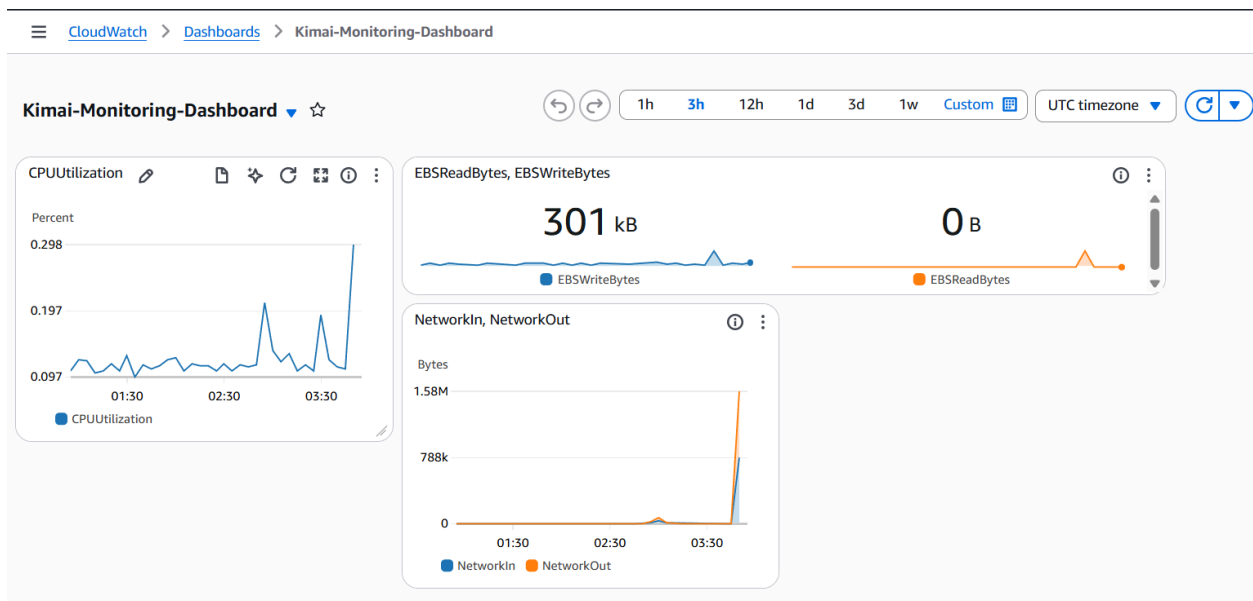 CloudWatch > Dashboards > Kimai-Monitoring-Dashboard
Kimai-Monitoring-Dashboard
1h 3h 12h 1d 3d 1w Custom UTC timezone
CPUUtilization
Percent
0.298
0.197
0.097
01:30 02:30 03:30
CPUUtilization
EBSReadBytes, EBSWriteBytes
301 kB 0 B
EBSWriteBytes EBSReadBytes
NetworkIn, NetworkOut
Bytes
1.58M
788k
0
01:30 02:30 03:30
NetworkIn NetworkOut